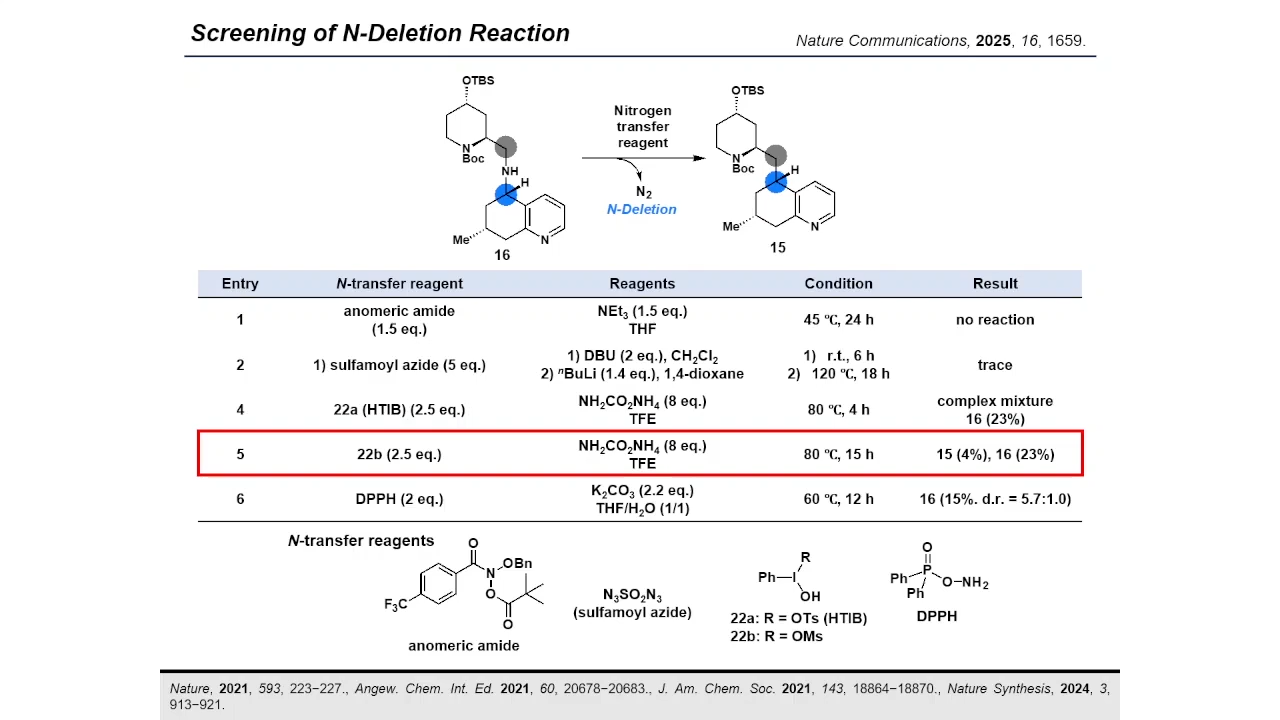 Screening of N-Deletion Reaction
Nature Communications, 2025, 16, 1659.
OTBS
N
Boc
NH
H
Me
N
16
Nitrogen
transfer
reagent
N2
N-Deletion
OTBS
N
Boc
H
Me
N
15
Entry N-transfer reagent Reagents Condition Result
1 anomeric amide (1.5 eq.) NEt3 (1.5 eq.) THF 45 ℃, 24 h no reaction
2 1) sulfamoyl azide (5 eq.) 1) DBU (2 eq.), CH2Cl2 2) nBuLi (1.4 eq.), 1,4-dioxane 1) r.t., 6 h 2) 120 ℃, 18 h trace
4 22a (HTIB) (2.5 eq.) NH2CO2NH4 (8 eq.) TFE 80 ℃, 4 h complex mixture 16 (23%)
5 22b (2.5 eq.) NH2CO2NH4 (8 eq.) TFE 80 ℃, 15 h 15 (4%), 16 (23%)
6 DPPH (2 eq.) K2CO3 (2.2 eq.) THF/H2O (1/1) 60 ℃, 12 h 16 (15%. d.r. = 5.7:1.0)
N-transfer reagents
O
N
OBn
O
O
F3C
anomeric amide
N3SO2N3
(sulfamoyl azide)
R
Ph I
OH
22a: R = OTs (HTIB)
22b: R = OMs
O
Ph P
Ph
O NH2
DPPH
Nature, 2021, 593, 223−227., Angew. Chem. Int. Ed. 2021, 60, 20678−20683., J. Am. Chem. Soc. 2021, 143, 18864−18870., Nature Synthesis, 2024, 3,
913−921.